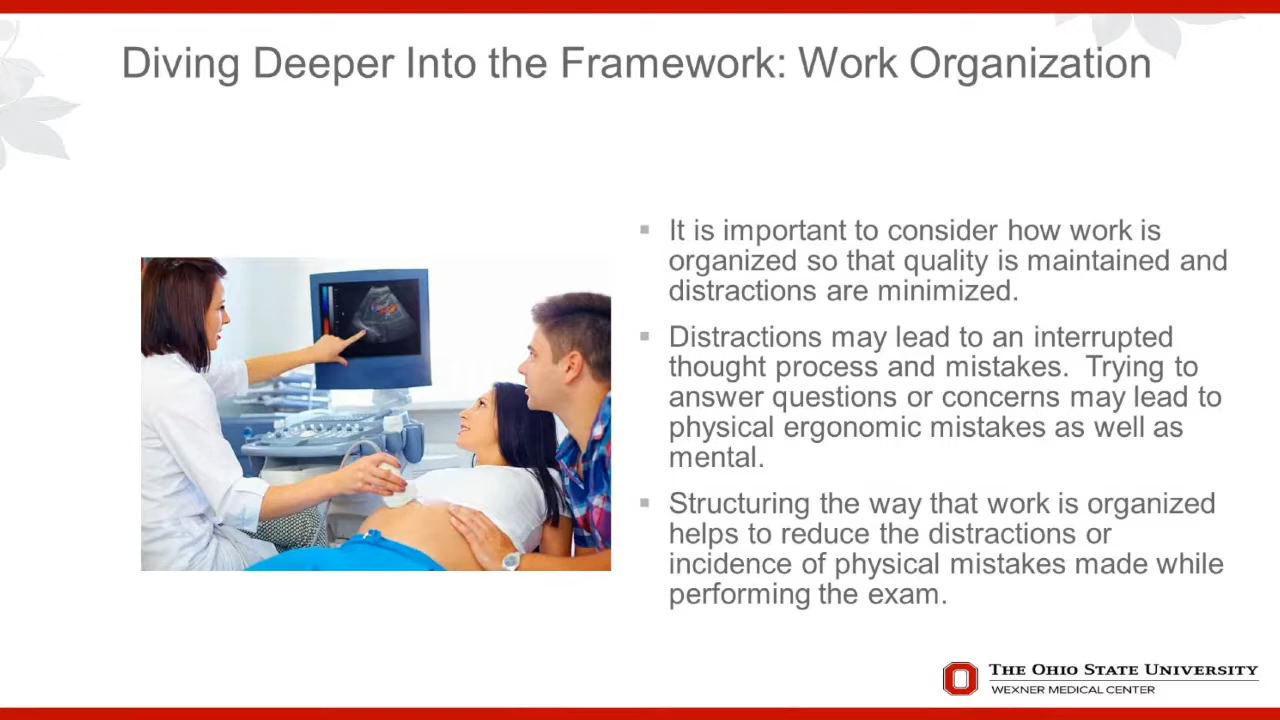 Diving Deeper Into the Framework: Work Organization
▪ It is important to consider how work is
organized so that quality is maintained and
distractions are minimized.
▪ Distractions may lead to an interrupted
thought process and mistakes.  Trying to
answer questions or concerns may lead to
physical ergonomic mistakes as well as
mental.
▪ Structuring the way that work is organized
helps to reduce the distractions or
incidence of physical mistakes made while
performing the exam.
THE OHIO STATE UNIVERSITY
WEXNER MEDICAL CENTER